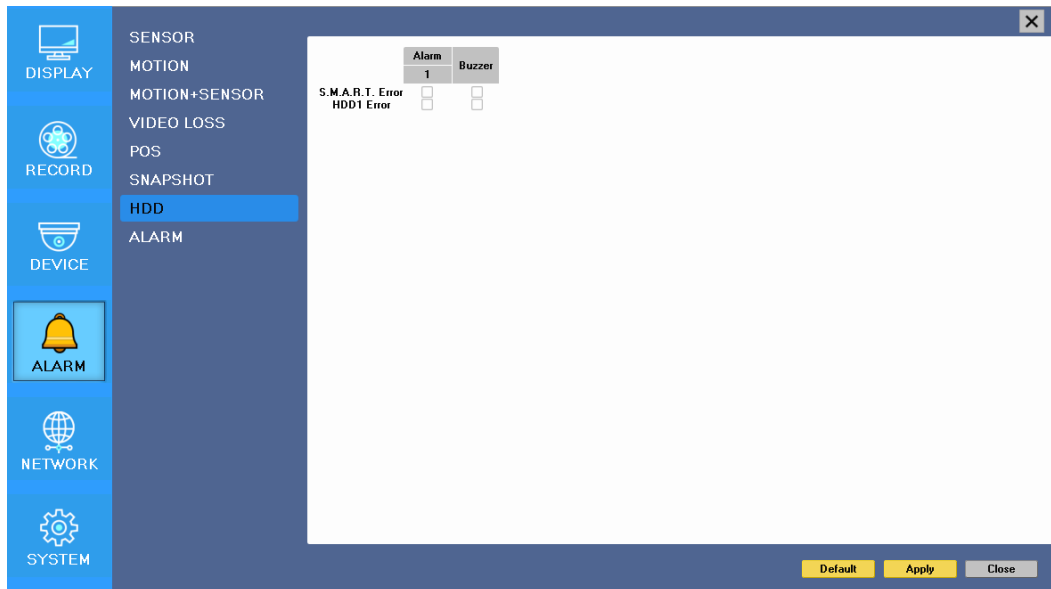 DISPLAY
RECORD
DEVICE
ALARM
NETWORK
SYSTEM
SENSOR
MOTION
MOTION+SENSOR
VIDEO LOSS
POS
SNAPSHOT
HDD
ALARM
Alarm Buzzer
1
S.M.A.R.T. Error
HDD1 Error
Default Apply Close